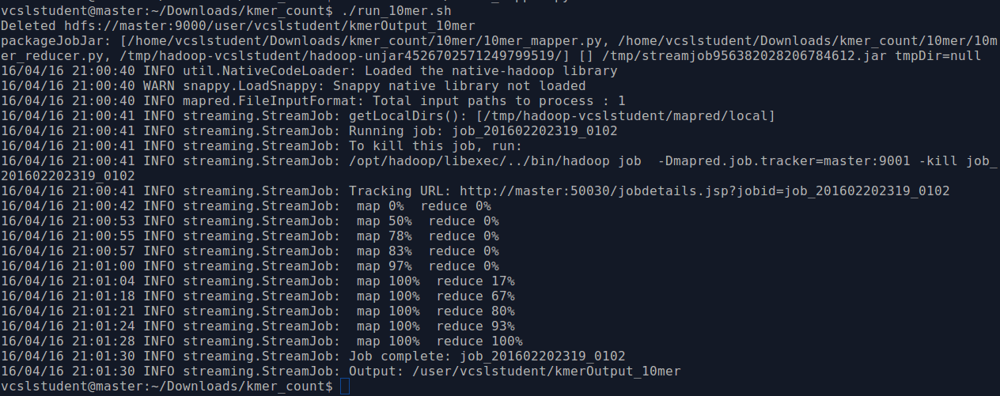 vcslstudent@master:~/Downloads/kmer_count$ ./run_10mer.sh
Deleted hdfs://master:9000/user/vcslstudent/kmerOutput_10mer
packageJobJar: [/home/vcslstudent/Downloads/kmer_count/10mer/10mer_mapper.py, /home/vcslstudent/Downloads/kmer_count/10mer/10m
er_reducer.py, /tmp/hadoop-vcslstudent/hadoop-unjar4526702571249799519/] [] /tmp/streamjob956382028206784612.jar tmpDir=null
16/04/16 21:00:40 INFO util.NativeCodeLoader: Loaded the native-hadoop library
16/04/16 21:00:40 WARN snappy.LoadSnappy: Snappy native library not loaded
16/04/16 21:00:40 INFO mapred.FileInputFormat: Total input paths to process : 1
16/04/16 21:00:41 INFO streaming.StreamJob: getLocalDirs(): [/tmp/hadoop-vcslstudent/mapred/local]
16/04/16 21:00:41 INFO streaming.StreamJob: Running job: job_201602202319_0102
16/04/16 21:00:41 INFO streaming.StreamJob: To kill this job, run:
16/04/16 21:00:41 INFO streaming.StreamJob: /opt/hadoop/libexec/../bin/hadoop job  -Dmapred.job.tracker=master:9001 -kill job_
201602202319_0102
16/04/16 21:00:41 INFO streaming.StreamJob: Tracking URL: http://master:50030/jobdetails.jsp?jobid=job_201602202319_0102
16/04/16 21:00:42 INFO streaming.StreamJob:  map 0%  reduce 0%
16/04/16 21:00:53 INFO streaming.StreamJob:  map 50%  reduce 0%
16/04/16 21:00:55 INFO streaming.StreamJob:  map 78%  reduce 0%
16/04/16 21:00:57 INFO streaming.StreamJob:  map 83%  reduce 0%
16/04/16 21:01:00 INFO streaming.StreamJob:  map 97%  reduce 0%
16/04/16 21:01:04 INFO streaming.StreamJob:  map 100%  reduce 17%
16/04/16 21:01:18 INFO streaming.StreamJob:  map 100%  reduce 67%
16/04/16 21:01:21 INFO streaming.StreamJob:  map 100%  reduce 80%
16/04/16 21:01:24 INFO streaming.StreamJob:  map 100%  reduce 93%
16/04/16 21:01:28 INFO streaming.StreamJob:  map 100%  reduce 100%
16/04/16 21:01:30 INFO streaming.StreamJob: Job complete: job_201602202319_0102
16/04/16 21:01:30 INFO streaming.StreamJob: Output: /user/vcslstudent/kmerOutput_10mer
vcslstudent@master:~/Downloads/kmer_count$